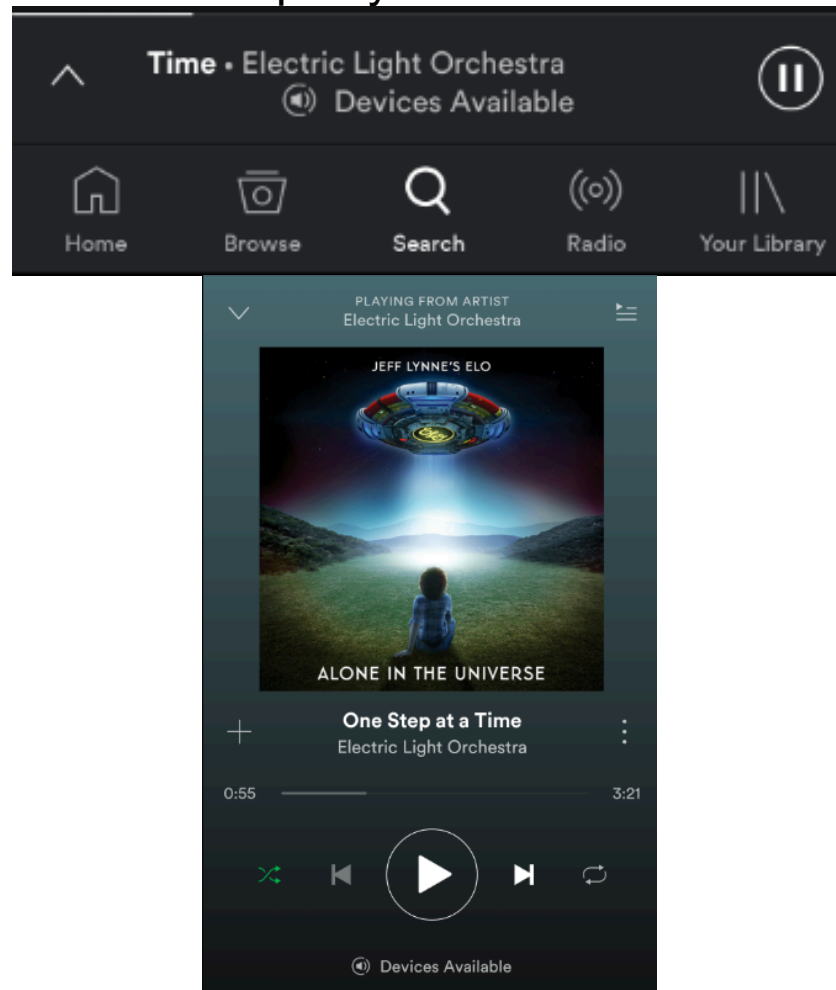 Time • Electric Light Orchestra
Devices Available
Home Browse Search Radio Your Library
PLAYING FROM ARTIST
Electric Light Orchestra
JEFF LYNNE'S ELO
ALONE IN THE UNIVERSE
One Step at a Time
Electric Light Orchestra
0:55 3:21
Devices Available